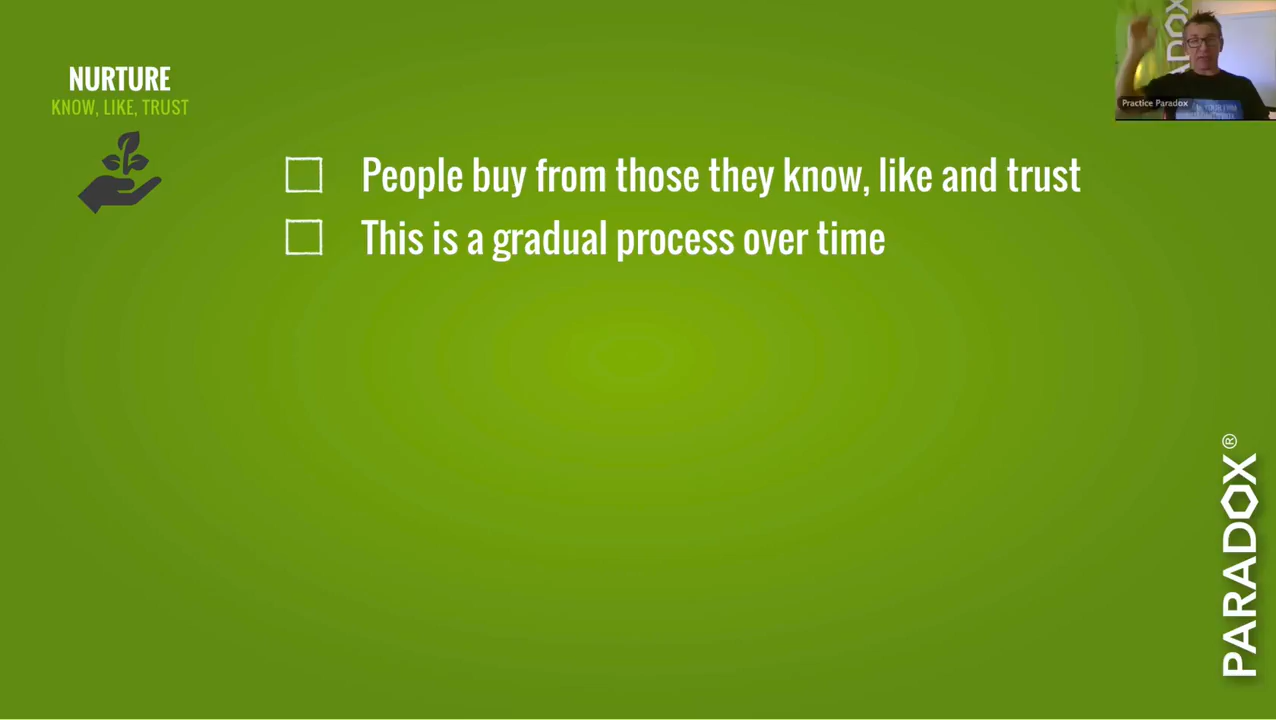 NURTURE
KNOW, LIKE, TRUST
People buy from those they know, like and trust
This is a gradual process over time
Practice Paradox
PARADOX®